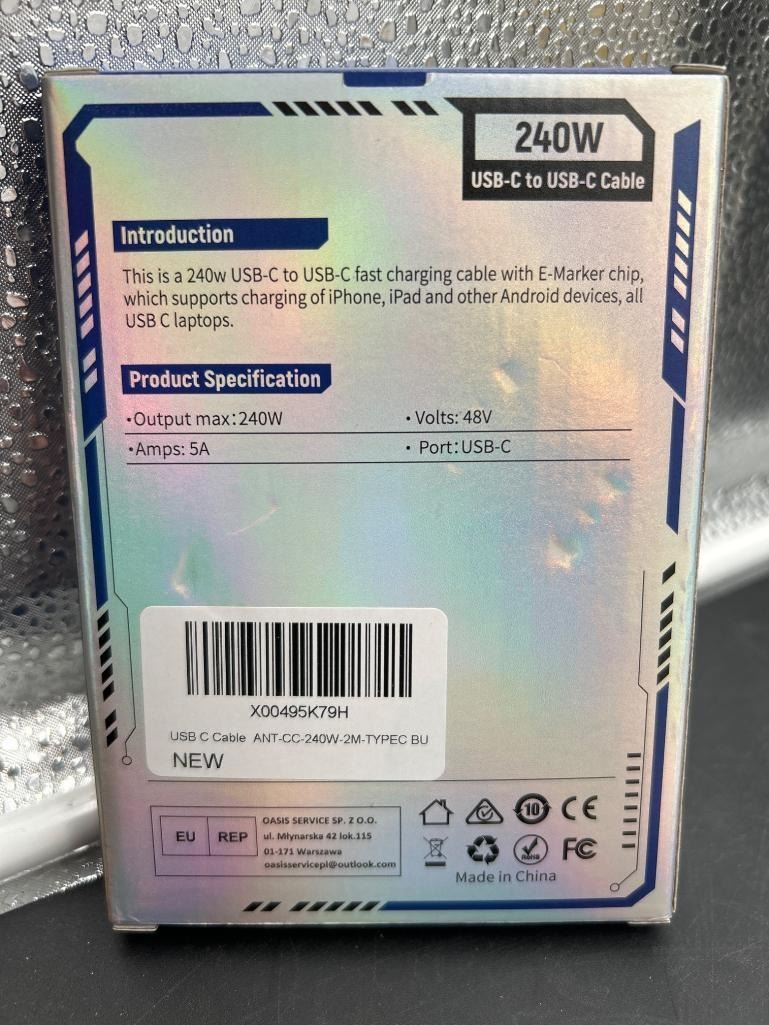 240W
USB-C to USB-C Cable
Introduction
This is a 240w USB-C to USB-C fast charging cable with E-Marker chip,
which supports charging of iPhone, iPad and other Android devices, all
USB C laptops.
Product Specification
•Output max:240W
• Volts: 48V
•Amps: 5A
• Port:USB-C
X00495K79H
USB C Cable ANT-CC-240W-2M-TYPEC BU
NEW
EU REP
OASIS SERVICE SP. Z O.O.
ul. Młynarska 42 lok.115
01-171 Warszawa
oasisservicepl@outlook.com
10 CE
RoHS FC
Made in China